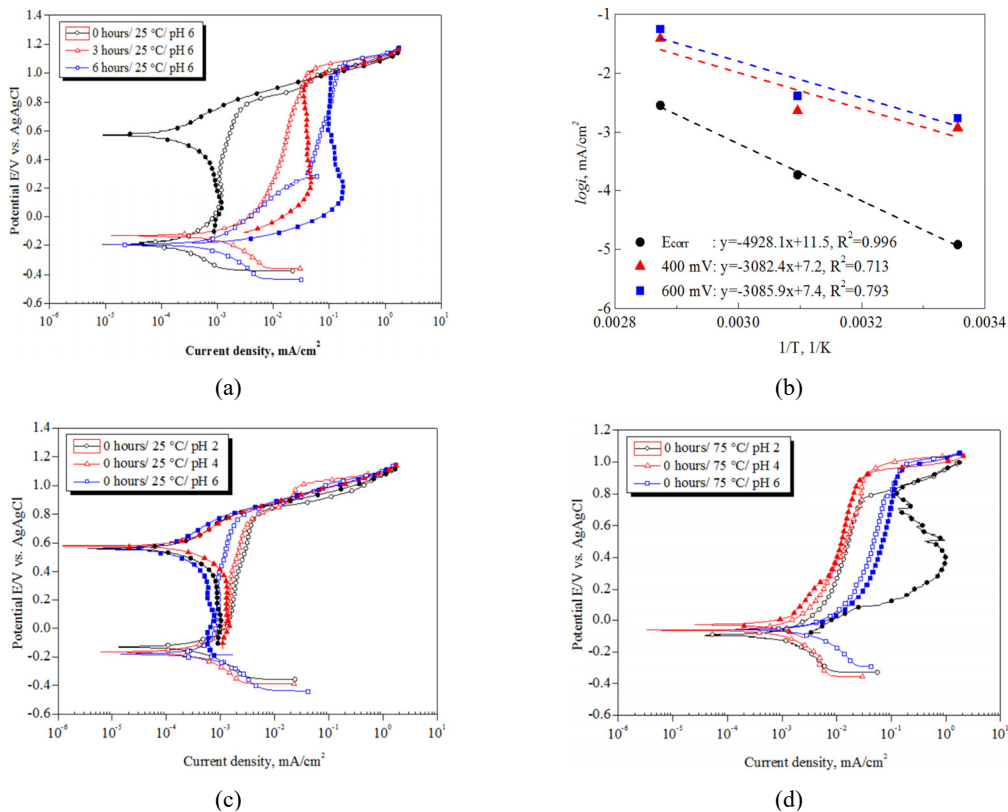 (a)
0 hours/ 25 °C/ pH 6
3 hours/ 25 °C/ pH 6
6 hours/ 25 °C/ pH 6
Potential E/V vs. AgAgCl
1.4
1.2
1.0
0.8
0.6
0.4
0.2
0.0
-0.2
-0.4
-0.6
10-6 10-5 10-4 10-3 10-2 10-1 100 101
Current density, mA/cm2
(a)
(b)
logi, mA/cm2
-1
-2
-3
-4
-5
-6
Ecorr : y=-4928.1x+11.5, R2=0.996
400 mV: y=-3082.4x+7.2, R2=0.713
600 mV: y=-3085.9x+7.4, R2=0.793
0.0028 0.0030 0.0032 0.0034
1/T, 1/K
(b)
(c)
0 hours/ 25 °C/ pH 2
0 hours/ 25 °C/ pH 4
0 hours/ 25 °C/ pH 6
Potential E/V vs. AgAgCl
1.4
1.2
1.0
0.8
0.6
0.4
0.2
0.0
-0.2
-0.4
-0.6
10-6 10-5 10-4 10-3 10-2 10-1 100 101
Current density, mA/cm2
(c)
(d)
0 hours/ 75 °C/ pH 2
0 hours/ 75 °C/ pH 4
0 hours/ 75 °C/ pH 6
Potential E/V vs. AgAgCl
1.4
1.2
1.0
0.8
0.6
0.4
0.2
0.0
-0.2
-0.4
-0.6
10-6 10-5 10-4 10-3 10-2 10-1 100 101
Current density, mA/cm2
(d)